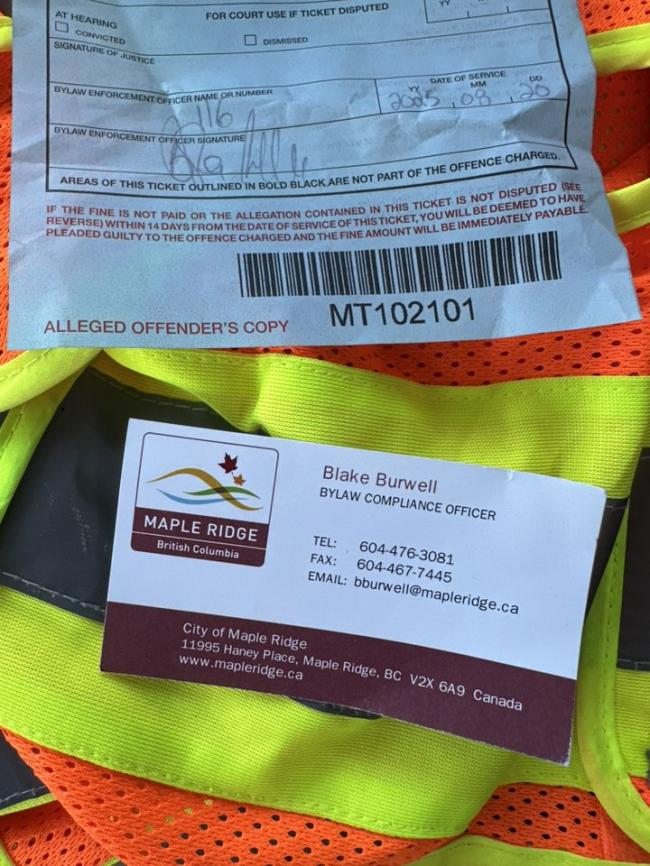 YY
AT HEARING
FOR COURT USE IF TICKET DISPUTED
CONVICTED
DISMISSED
SIGNATURE OF JUSTICE
BYLAW ENFORCEMENT OFFICER NAME OR NUMBER
DATE OF SERVICE
YY MM DD
116
2025 08 20
BYLAW ENFORCEMENT OFFICER SIGNATURE
AREAS OF THIS TICKET OUTLINED IN BOLD BLACK ARE NOT PART OF THE OFFENCE CHARGED.
IF THE FINE IS NOT PAID OR THE ALLEGATION CONTAINED IN THIS TICKET IS NOT DISPUTED (SEE
REVERSE) WITHIN 14 DAYS FROM THE DATE OF SERVICE OF THIS TICKET, YOU WILL BE DEEMED TO HAVE
PLEADED GUILTY TO THE OFFENCE CHARGED AND THE FINE AMOUNT WILL BE IMMEDIATELY PAYABLE.
ALLEGED OFFENDER'S COPY
MT102101
MAPLE RIDGE
British Columbia
Blake Burwell
BYLAW COMPLIANCE OFFICER
TEL: 604-476-3081
FAX: 604-467-7445
EMAIL: bburwell@mapleridge.ca
City of Maple Ridge
11995 Haney Place, Maple Ridge, BC V2X 6A9 Canada
www.mapleridge.ca